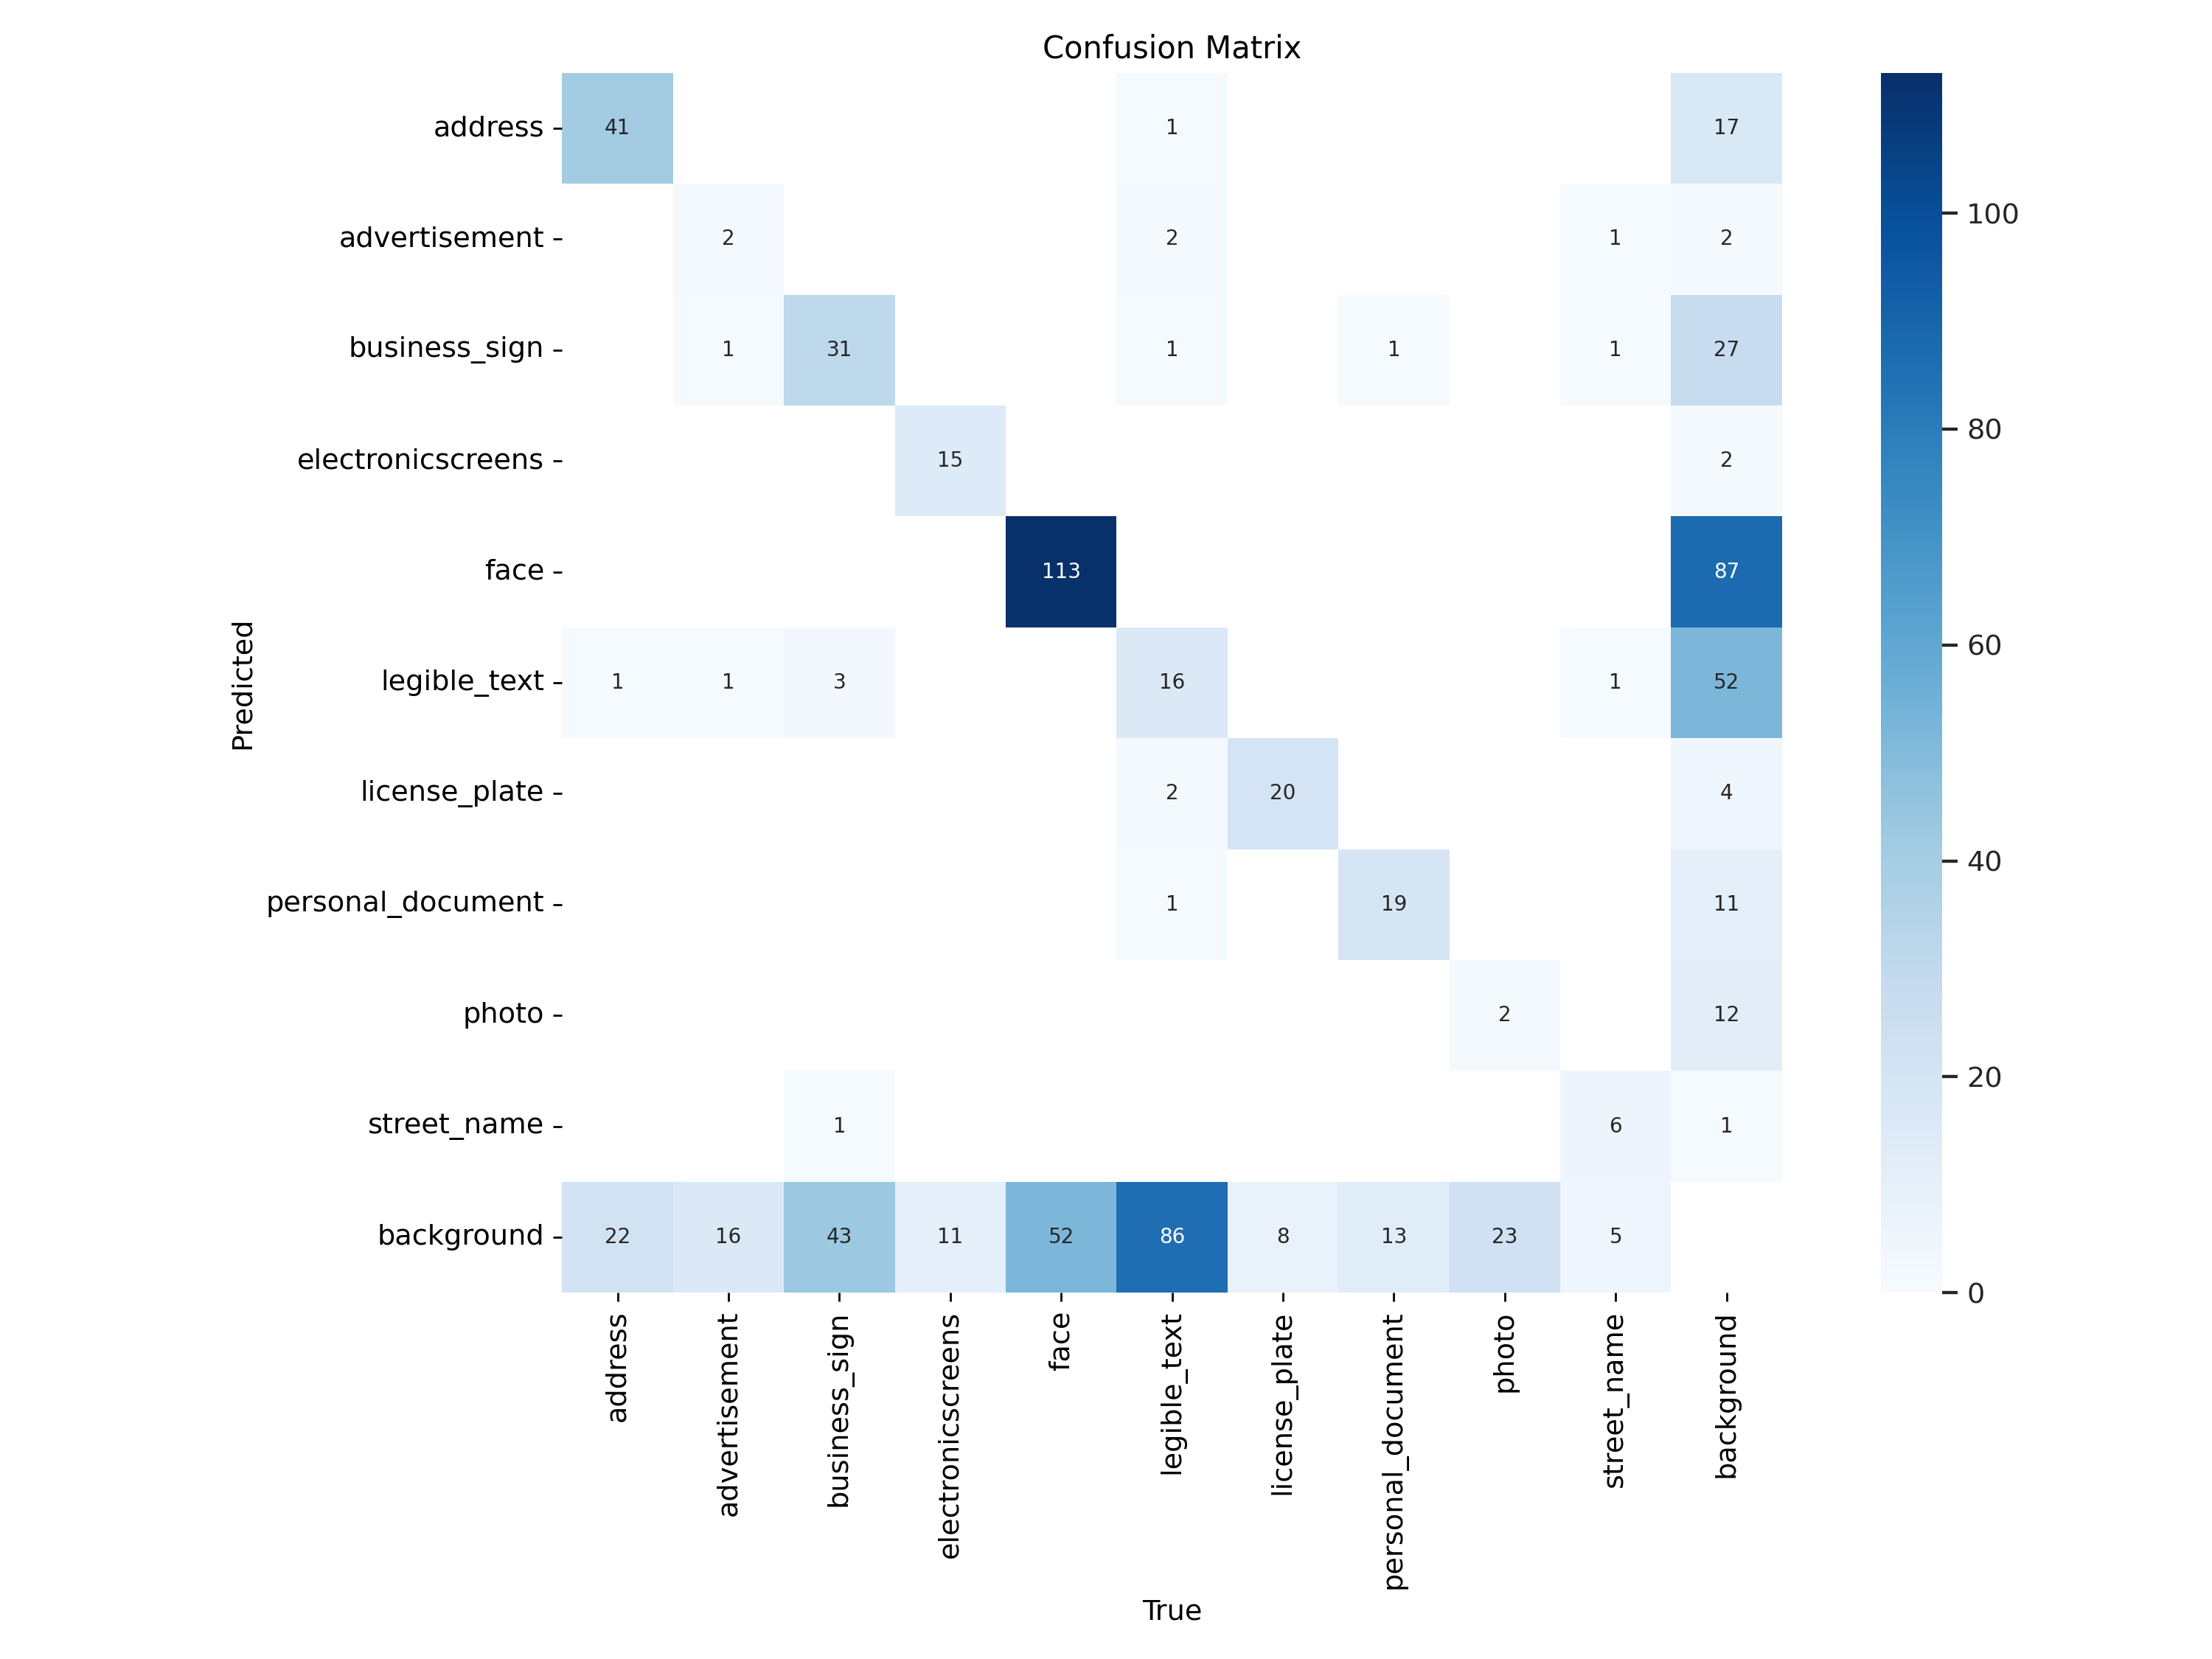 Confusion Matrix
address 41 1 17
advertisement 2 2 1 2
business_sign 1 31 1 1 1 27
electronicscreens 15 2
face 113 87
legible_text 1 1 3 16 1 52
license_plate 2 20 4
personal_document 1 19 11
photo 2 12
street_name 1 6 1
background 22 16 43 11 52 86 8 13 23 5
Predicted
address advertisement business_sign electronicscreens face legible_text license_plate personal_document photo street_name background
True
100
80
60
40
20
0